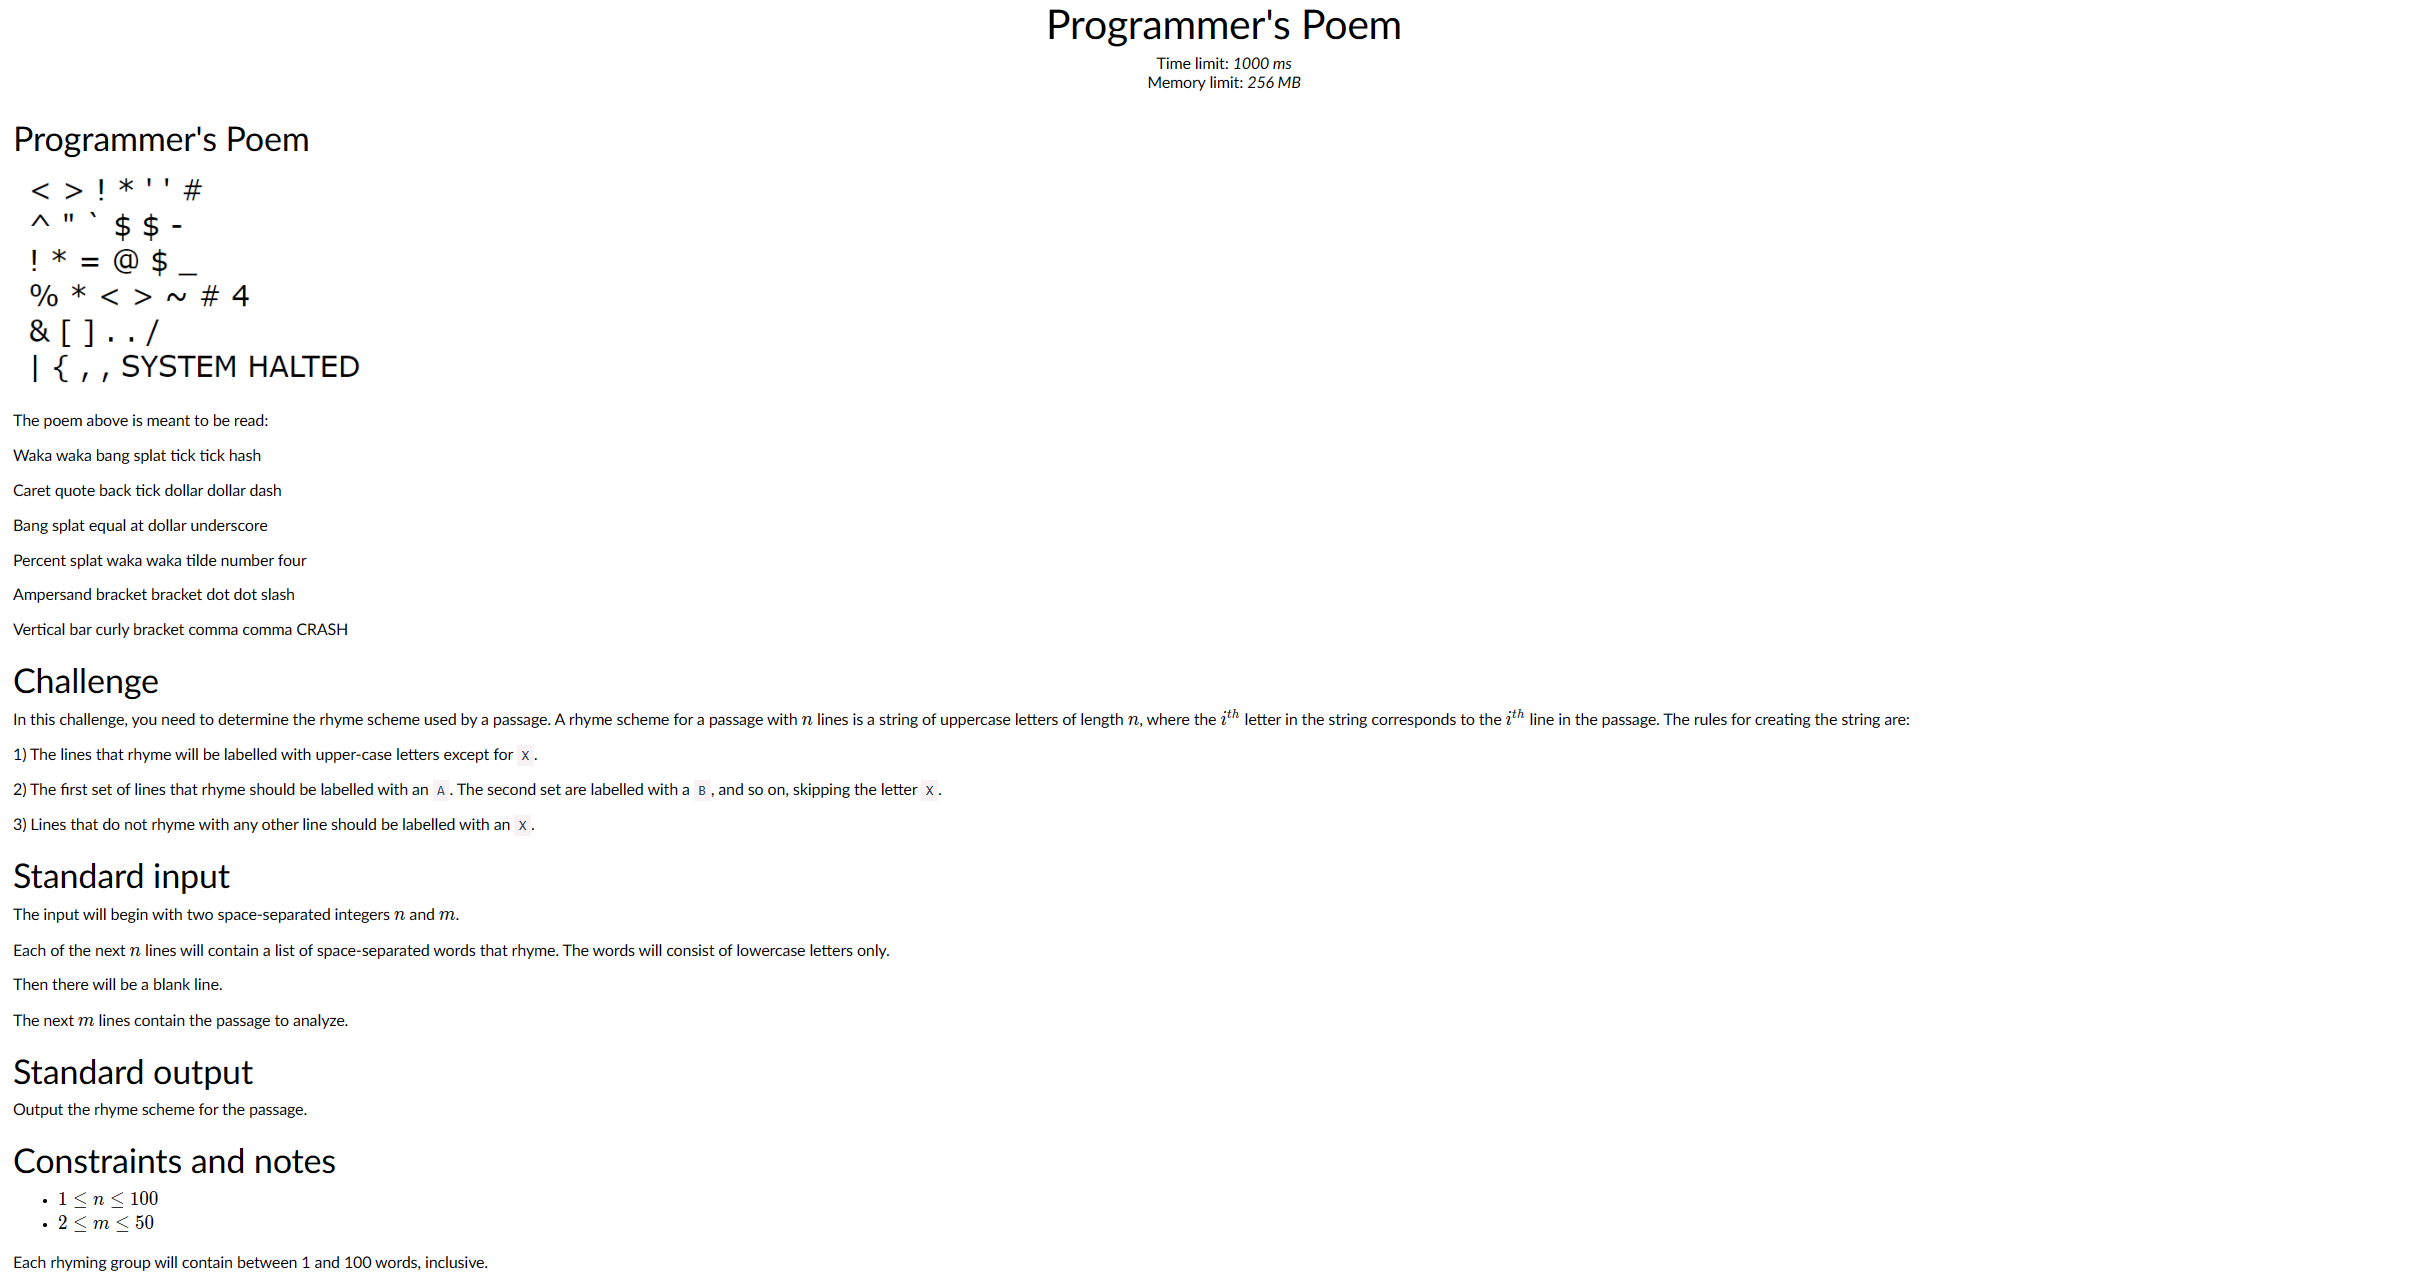 Programmer's Poem
Time limit: 1000 ms
Memory limit: 256 MB
Programmer's Poem
< > ! * ' ' #
^ " ` $ $ -
! * = @ $ _
% * < > ~ # 4
& [ ] . . /
| { , , SYSTEM HALTED
The poem above is meant to be read:
Waka waka bang splat tick tick hash
Caret quote back tick dollar dollar dash
Bang splat equal at dollar underscore
Percent splat waka waka tilde number four
Ampersand bracket bracket dot dot slash
Vertical bar curly bracket comma comma CRASH
Challenge
In this challenge, you need to determine the rhyme scheme used by a passage. A rhyme scheme for a passage with n lines is a string of uppercase letters of length n, where the i^th letter in the string corresponds to the i^th line in the passage. The rules for creating the string are:
1) The lines that rhyme will be labelled with upper-case letters except for X .
2) The first set of lines that rhyme should be labelled with an A . The second set are labelled with a B , and so on, skipping the letter X .
3) Lines that do not rhyme with any other line should be labelled with an X .
Standard input
The input will begin with two space-separated integers n and m.
Each of the next n lines will contain a list of space-separated words that rhyme. The words will consist of lowercase letters only.
Then there will be a blank line.
The next m lines contain the passage to analyze.
Standard output
Output the rhyme scheme for the passage.
Constraints and notes
• 1 ≤ n ≤ 100
• 2 ≤ m ≤ 50
Each rhyming group will contain between 1 and 100 words, inclusive.